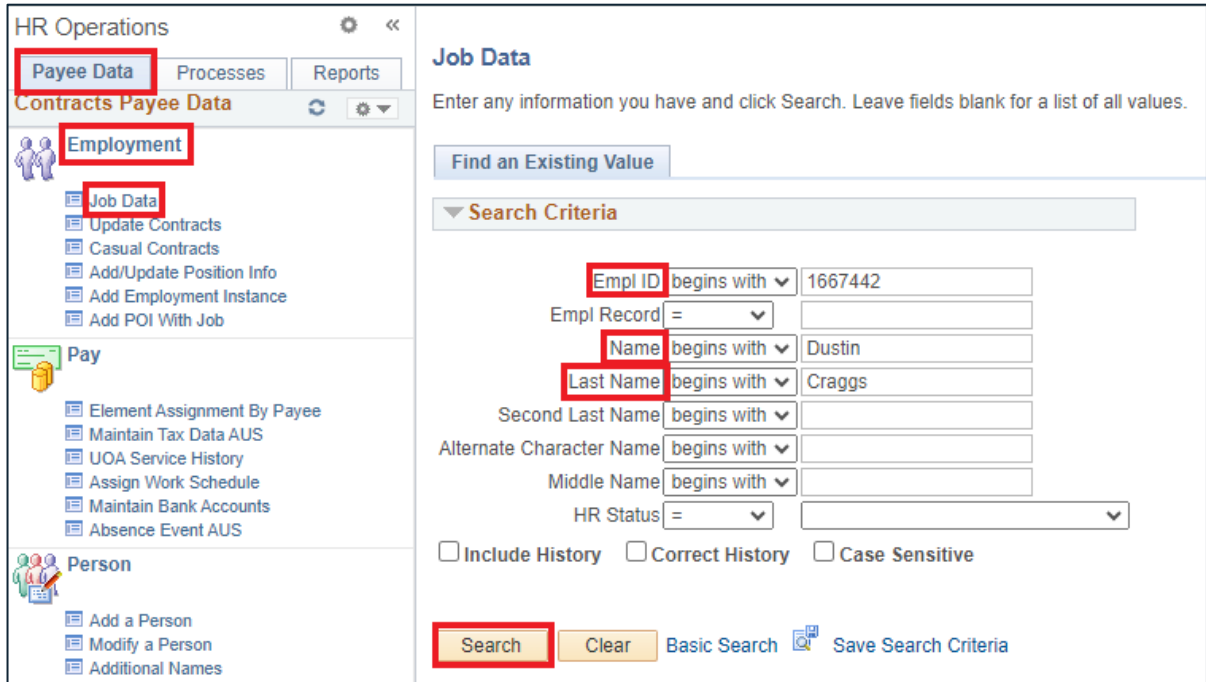 HR Operations
Payee Data Processes Reports
Contracts Payee Data
Employment
Job Data
Update Contracts
Casual Contracts
Add/Update Position Info
Add Employment Instance
Add POI With Job
Pay
Element Assignment By Payee
Maintain Tax Data AUS
UOA Service History
Assign Work Schedule
Maintain Bank Accounts
Absence Event AUS
Person
Add a Person
Modify a Person
Additional Names
Job Data
Enter any information you have and click Search. Leave fields blank for a list of all values.
Find an Existing Value
Search Criteria
Empl ID begins with 1667442
Empl Record =
Name begins with Dustin
Last Name begins with Craggs
Second Last Name begins with
Alternate Character Name begins with
Middle Name begins with
HR Status =
Include History Correct History Case Sensitive
Search Clear Basic Search Save Search Criteria